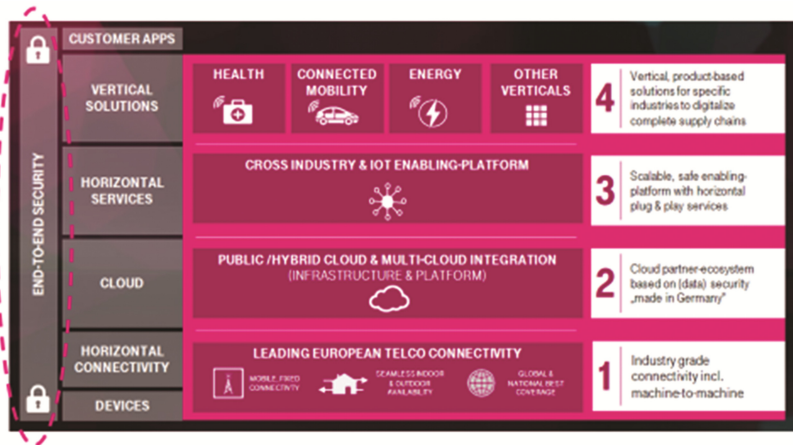 END-TO-END SECURITY
CUSTOMER APPS
VERTICAL
SOLUTIONS
HEALTH
CONNECTED
MOBILITY
ENERGY
OTHER
VERTICALS
4
Vertical, product-based
solutions for specific
industries to digitalize
complete supply chains
HORIZONTAL
SERVICES
CROSS INDUSTRY & IOT ENABLING-PLATFORM
3
Scalable, safe enabling-
platform with horizontal
plug & play services
CLOUD
PUBLIC /HYBRID CLOUD & MULTI-CLOUD INTEGRATION
(INFRASTRUCTURE & PLATFORM)
2
Cloud partner-ecosystem
based on (data) security
„made in Germany"
HORIZONTAL
CONNECTIVITY
LEADING EUROPEAN TELCO CONNECTIVITY
MOBILE, FIXED
CONNECTIVITY
SEAMLESS INDOOR
& OUTDOOR
AVAILABILITY
GLOBAL &
NATIONAL BEST
COVERAGE
1
Industry grade
connectivity incl.
machine-to-machine
DEVICES